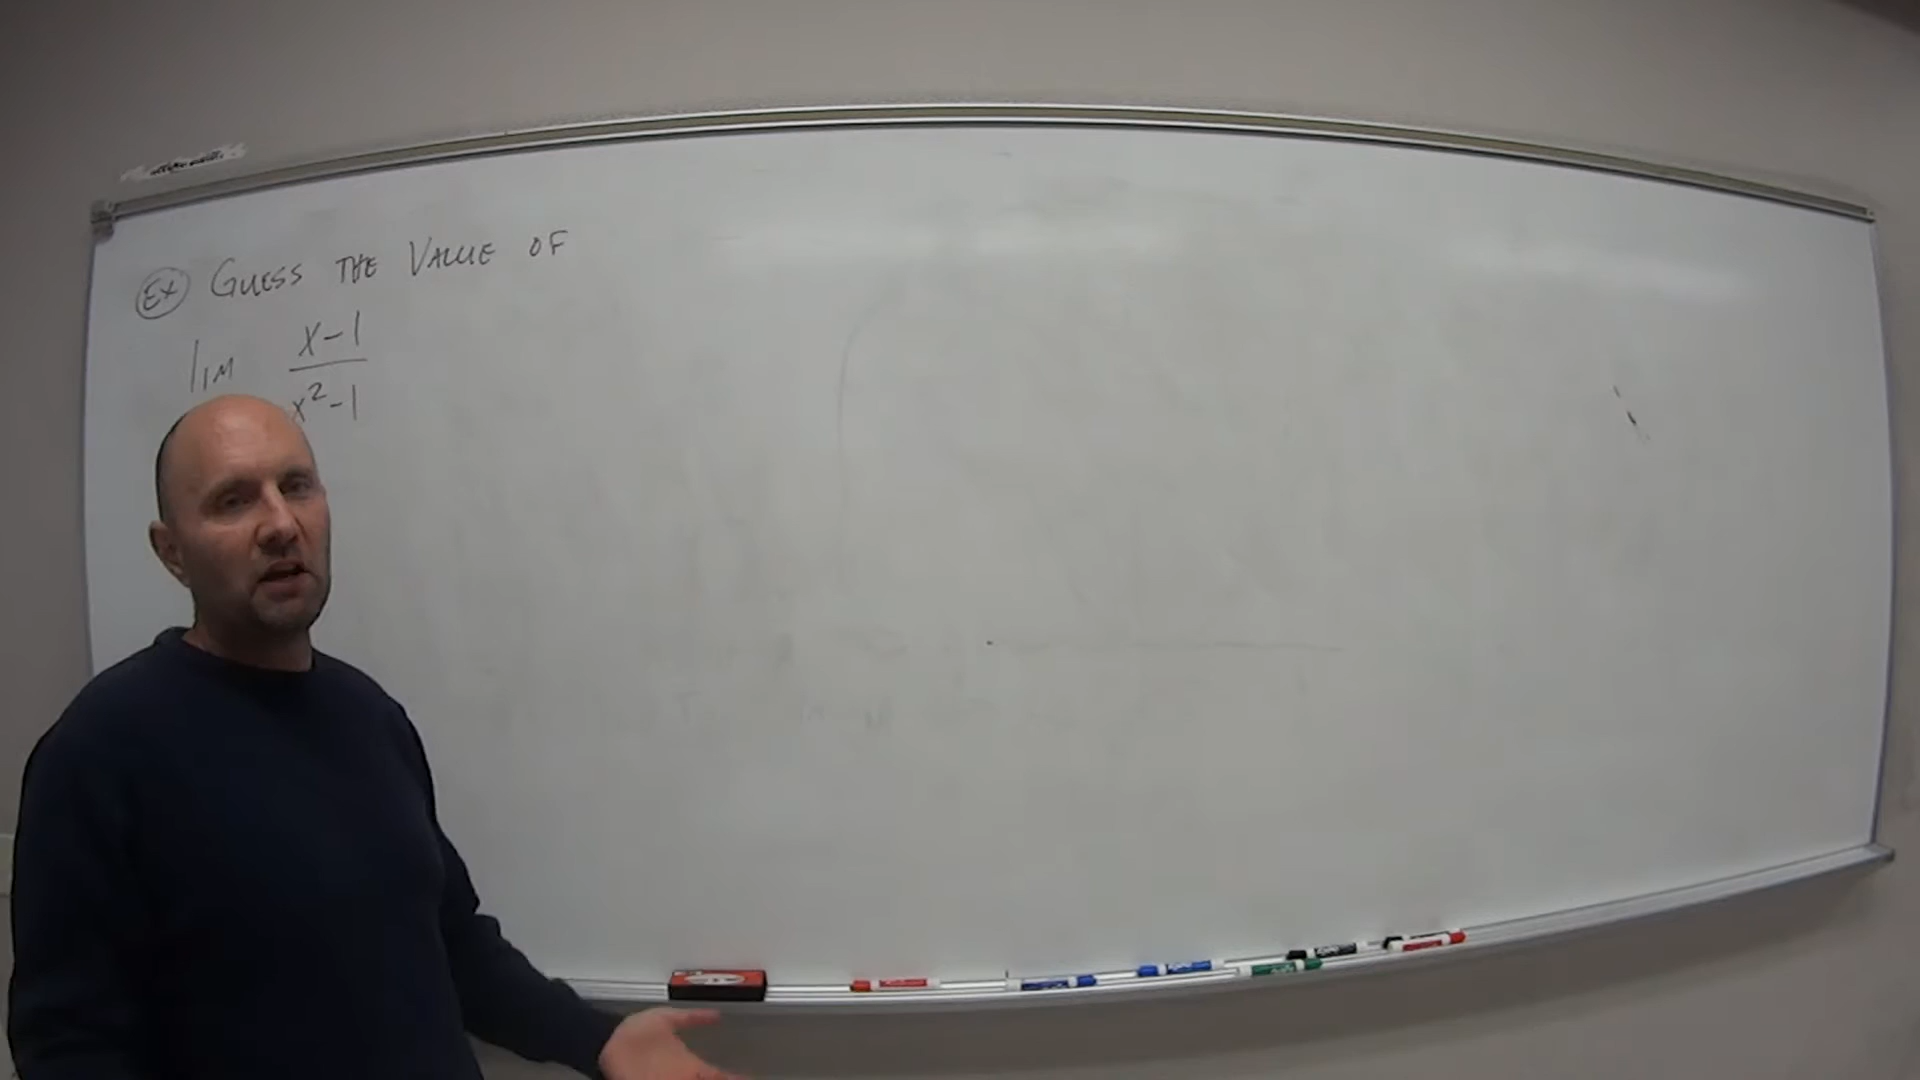 EX GUESS THE VALUE OF
lim x-1
x²-1